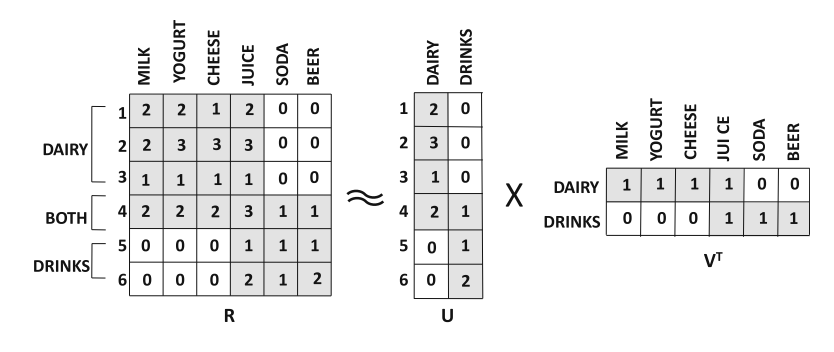 MILK YOGURT CHEESE JUICE SODA BEER
1 2 2 1 2 0 0
2 2 3 3 3 0 0
3 1 1 1 1 0 0
4 2 2 2 3 1 1
5 0 0 0 1 1 1
6 0 0 0 2 1 2
DAIRY
BOTH
DRINKS
R
≈
DAIRY DRINKS
1 2 0
2 3 0
3 1 0
4 2 1
5 0 1
6 0 2
U
X
MILK YOGURT CHEESE JUI CE SODA BEER
DAIRY 1 1 1 1 0 0
DRINKS 0 0 0 1 1 1
Vᵀ